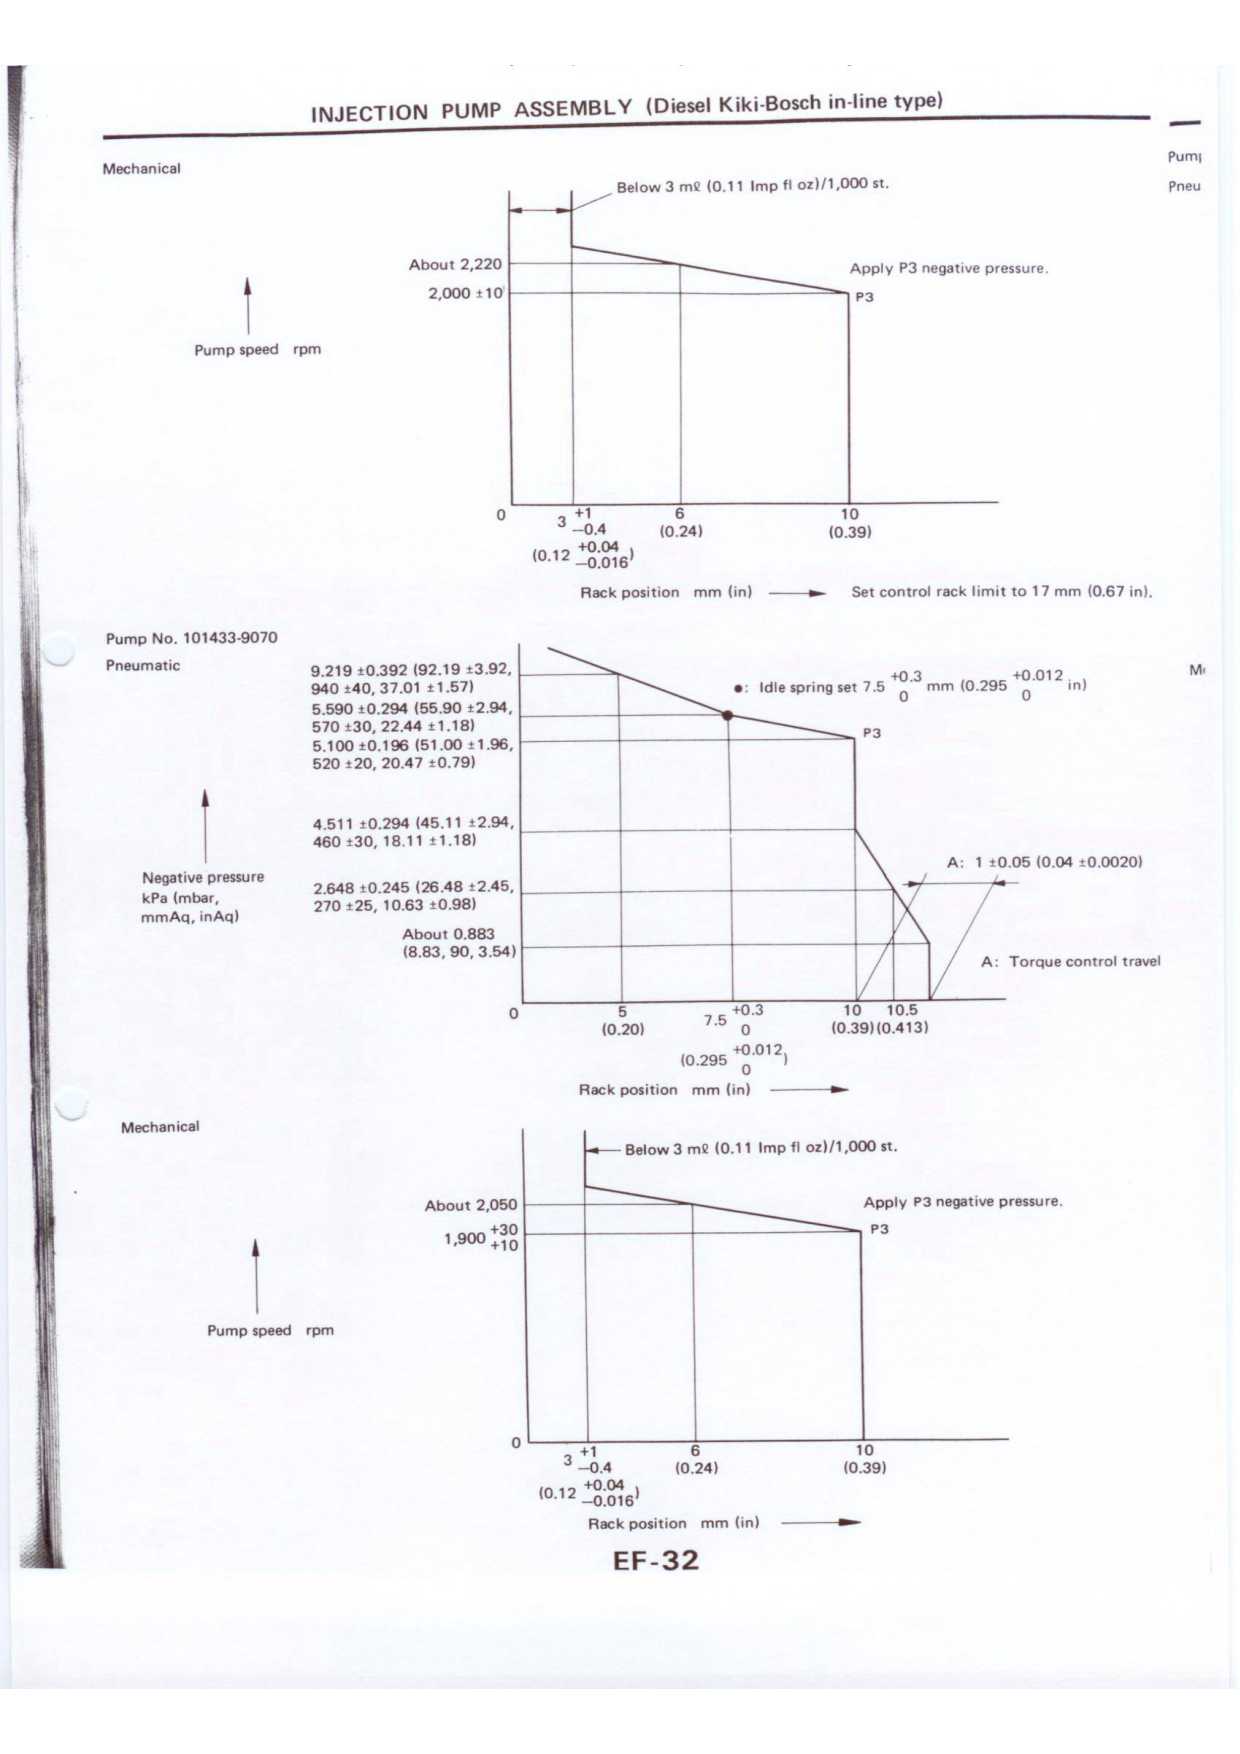 INJECTION PUMP ASSEMBLY (Diesel Kiki-Bosch in-line type)
Mechanical
Pump
Pneu
Below 3 mℓ (0.11 Imp fl oz)/1,000 st.
About 2,220
Apply P3 negative pressure.
2,000 ±10
P3
Pump speed rpm
0
3 +1 −0.4
6
10
(0.24)
(0.39)
(0.12 +0.04 −0.016)
Rack position mm (in)
Set control rack limit to 17 mm (0.67 in).
Pump No. 101433-9070
Pneumatic
9.219 ±0.392 (92.19 ±3.92,
940 ±40, 37.01 ±1.57)
5.590 ±0.294 (55.90 ±2.94,
570 ±30, 22.44 ±1.18)
5.100 ±0.196 (51.00 ±1.96,
520 ±20, 20.47 ±0.79)
●: Idle spring set 7.5 +0.3 0 mm (0.295 +0.012 0 in)
P3
4.511 ±0.294 (45.11 ±2.94,
460 ±30, 18.11 ±1.18)
A: 1 ±0.05 (0.04 ±0.0020)
Negative pressure
kPa (mbar,
mmAq, inAq)
2.648 ±0.245 (26.48 ±2.45,
270 ±25, 10.63 ±0.98)
About 0.883
(8.83, 90, 3.54)
A: Torque control travel
0
5
7.5 +0.3 0
10
10.5
(0.20)
(0.39)
(0.413)
(0.295 +0.012 0)
Rack position mm (in)
Mechanical
Below 3 mℓ (0.11 Imp fl oz)/1,000 st.
About 2,050
Apply P3 negative pressure.
1,900 +30 +10
P3
Pump speed rpm
0
3 +1 −0.4
6
10
(0.24)
(0.39)
(0.12 +0.04 −0.016)
Rack position mm (in)
EF-32